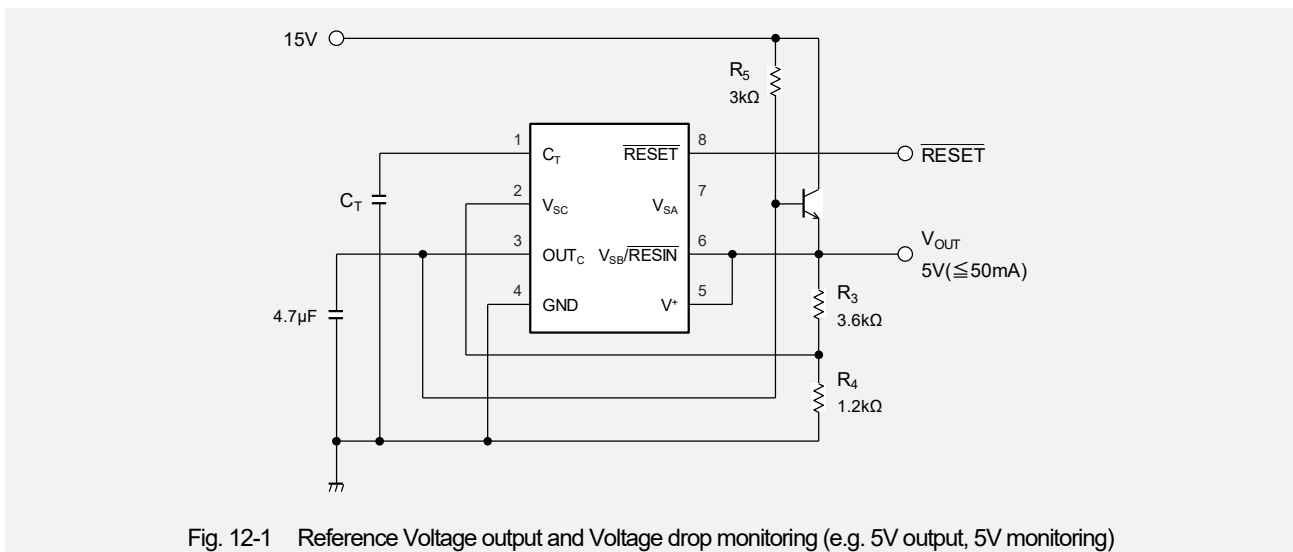 15V
R5
3kΩ
1
CT
RESET
8
RESET
2
VSC
VSA
7
CT
3
OUTC
VSB/RESIN
6
VOUT
5V(≦50mA)
4
GND
V+
5
R3
3.6kΩ
4.7µF
R4
1.2kΩ
Fig. 12-1 Reference Voltage output and Voltage drop monitoring (e.g. 5V output, 5V monitoring)